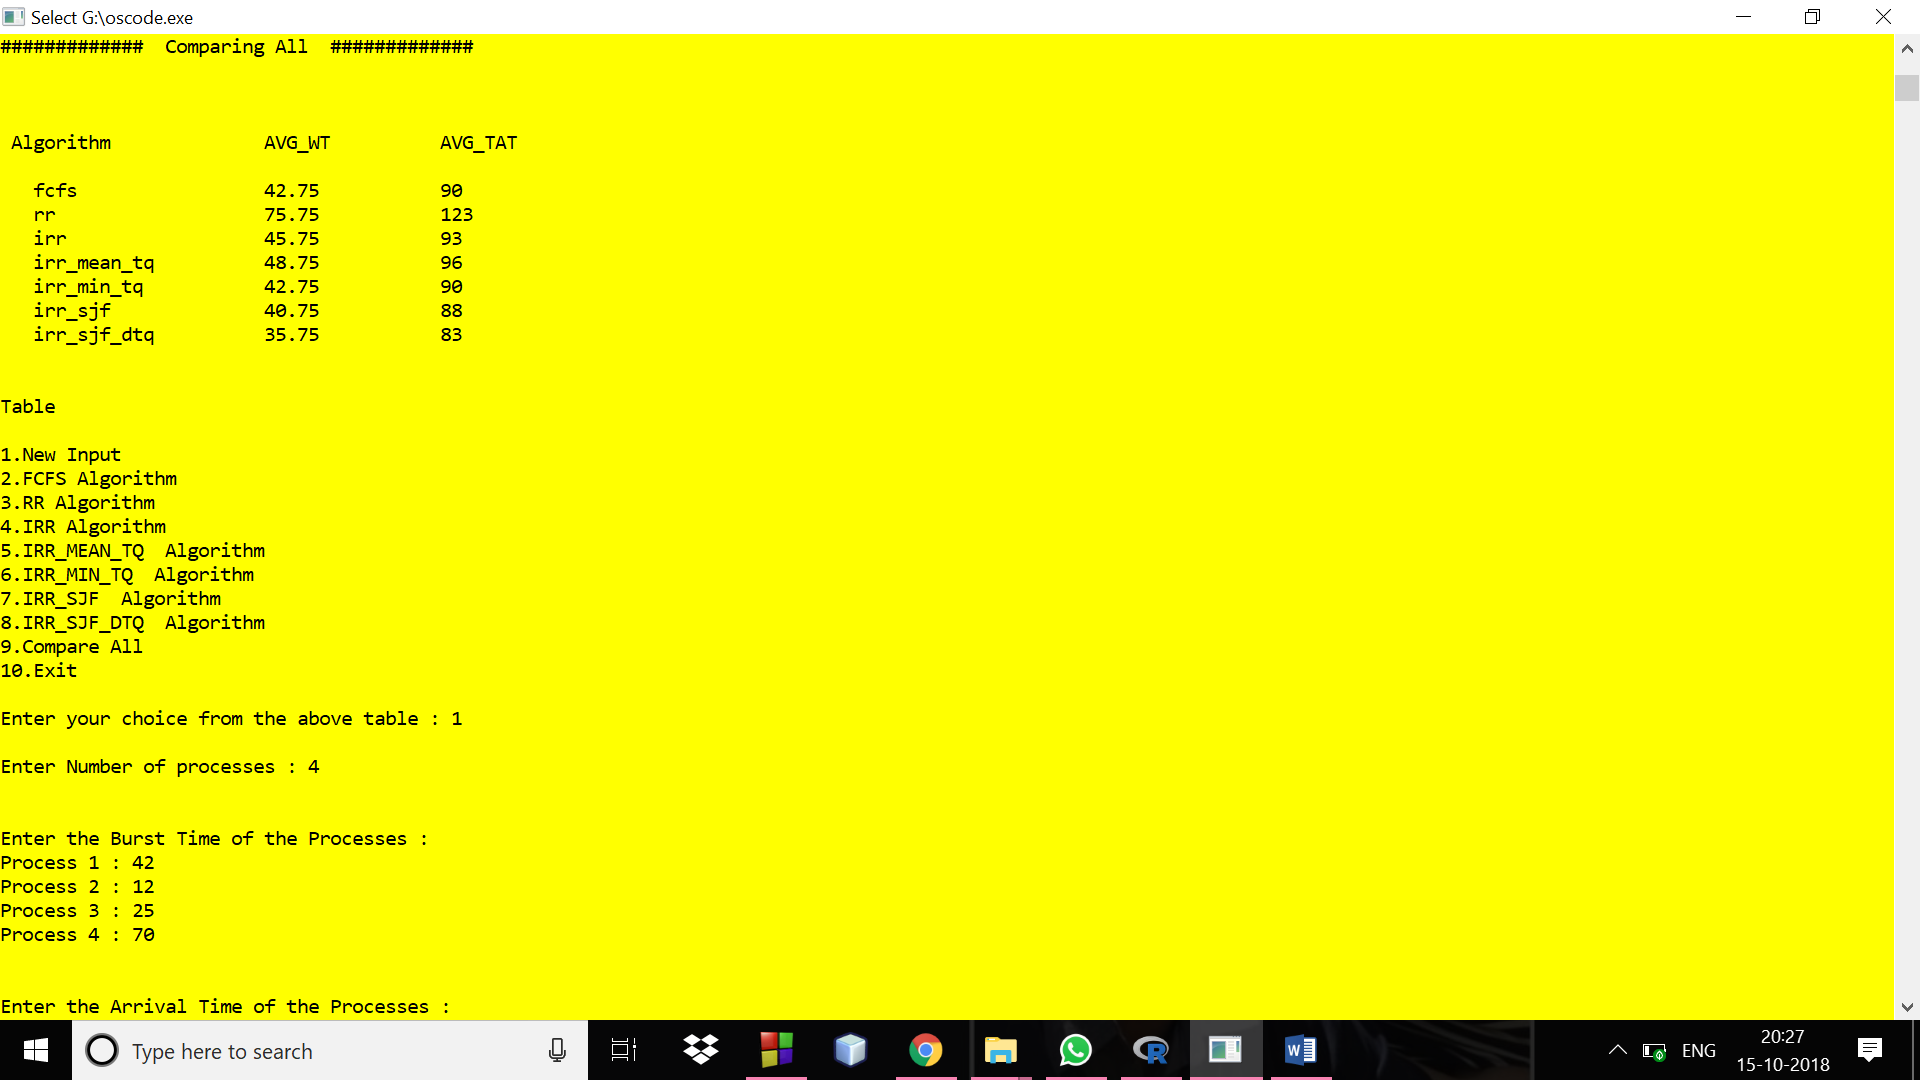 Select G:\oscode.exe
############# Comparing All #############
Algorithm AVG_WT AVG_TAT
fcfs 42.75 90
rr 75.75 123
irr 45.75 93
irr_mean_tq 48.75 96
irr_min_tq 42.75 90
irr_sjf 40.75 88
irr_sjf_dtq 35.75 83
Table
1.New Input
2.FCFS Algorithm
3.RR Algorithm
4.IRR Algorithm
5.IRR_MEAN_TQ Algorithm
6.IRR_MIN_TQ Algorithm
7.IRR_SJF Algorithm
8.IRR_SJF_DTQ Algorithm
9.Compare All
10.Exit
Enter your choice from the above table : 1
Enter Number of processes : 4
Enter the Burst Time of the Processes :
Process 1 : 42
Process 2 : 12
Process 3 : 25
Process 4 : 70
Enter the Arrival Time of the Processes :
Type here to search
ENG
20:27
15-10-2018